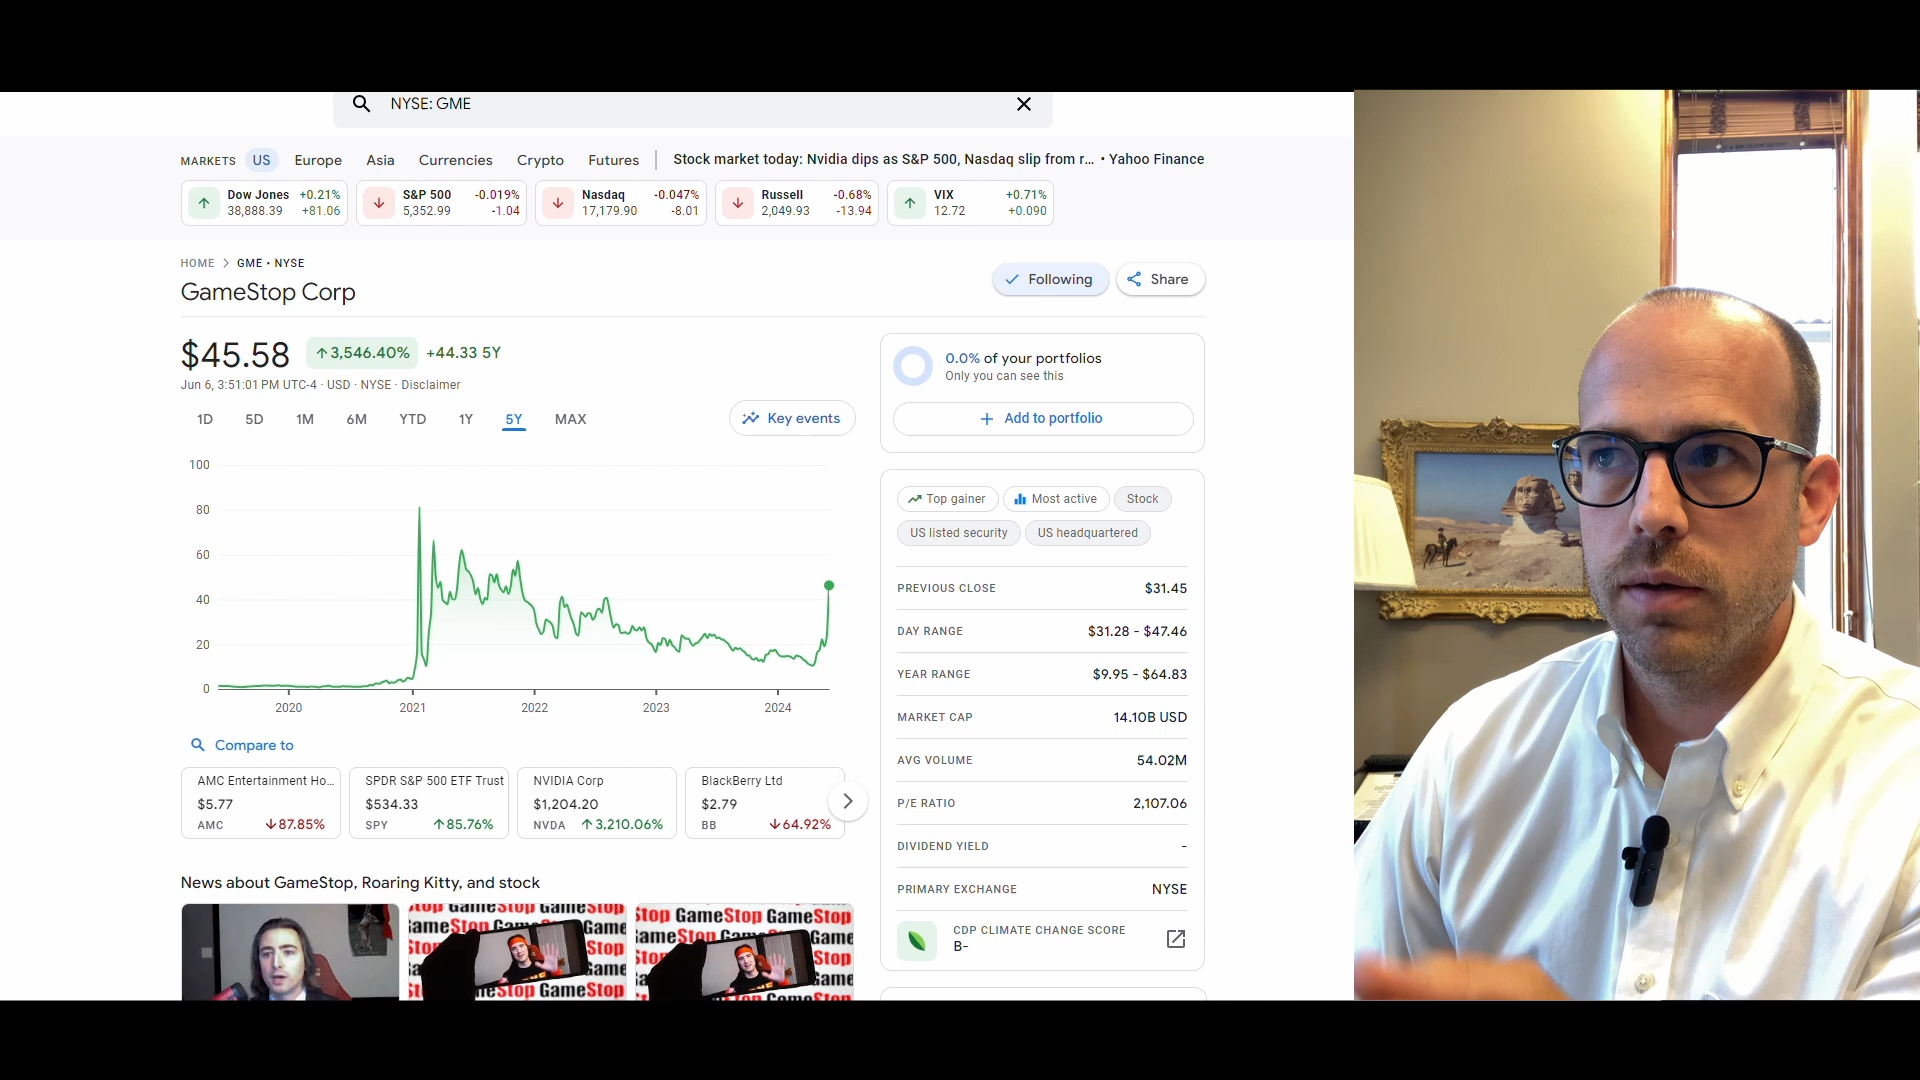 NYSE: GME
MARKETS US Europe Asia Currencies Crypto Futures Stock market today: Nvidia dips as S&P 500, Nasdaq slip from r... • Yahoo Finance
Dow Jones +0.21% S&P 500 -0.019% Nasdaq -0.047% Russell -0.68% VIX +0.71%
38,888.39 +81.06 5,352.99 -1.04 17,179.90 -8.01 2,049.93 -13.94 12.72 +0.090
HOME > GME • NYSE
GameStop Corp
Following
Share
$45.58 ↑3,546.40% +44.33 5Y
Jun 6, 3:51:01 PM UTC-4 · USD · NYSE · Disclaimer
1D 5D 1M 6M YTD 1Y 5Y MAX
Key events
100
80
60
40
20
0
2020 2021 2022 2023 2024
Compare to
AMC Entertainment Ho...
$5.77
AMC ↓87.85%
SPDR S&P 500 ETF Trust
$534.33
SPY ↑85.76%
NVIDIA Corp
$1,204.20
NVDA ↑3,210.06%
BlackBerry Ltd
$2.79
BB ↓64.92%
News about GameStop, Roaring Kitty, and stock
0.0% of your portfolios
Only you can see this
+ Add to portfolio
Top gainer Most active Stock
US listed security US headquartered
PREVIOUS CLOSE $31.45
DAY RANGE $31.28 - $47.46
YEAR RANGE $9.95 - $64.83
MARKET CAP 14.10B USD
AVG VOLUME 54.02M
P/E RATIO 2,107.06
DIVIDEND YIELD -
PRIMARY EXCHANGE NYSE
CDP CLIMATE CHANGE SCORE
B-
Stop GameStop GameStop